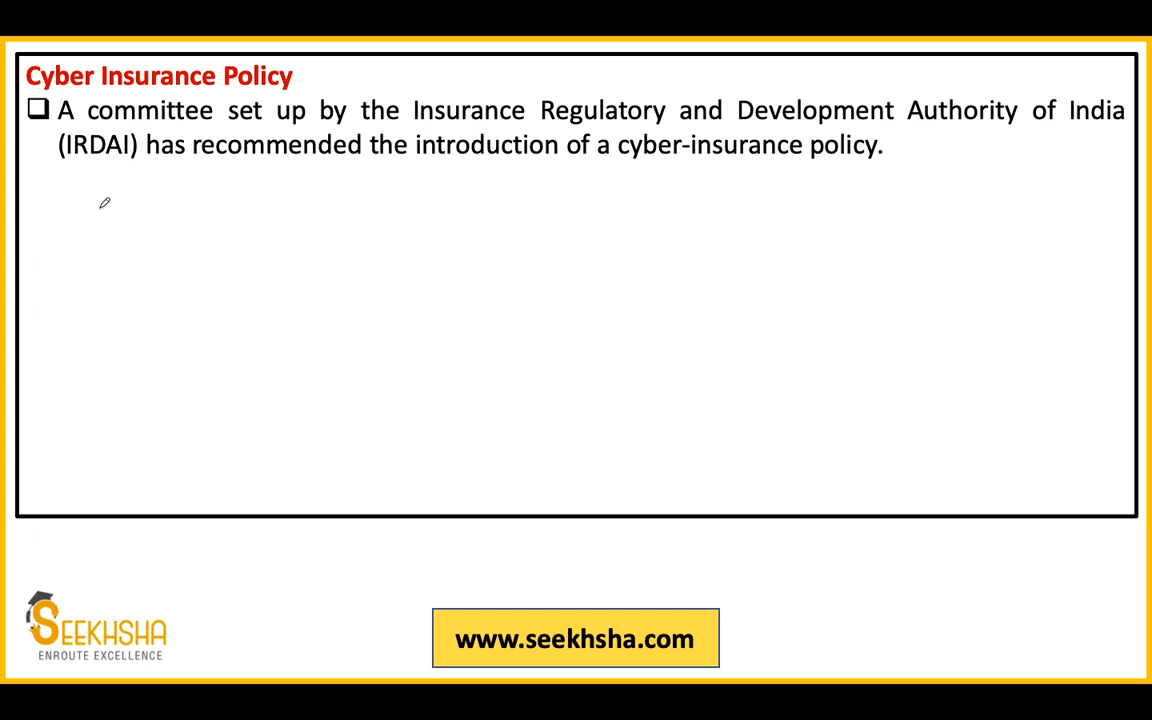 Cyber Insurance Policy
❑ A committee set up by the Insurance Regulatory and Development Authority of India
(IRDAI) has recommended the introduction of a cyber-insurance policy.
SEEKHSHA
ENROUTE EXCELLENCE
www.seekhsha.com